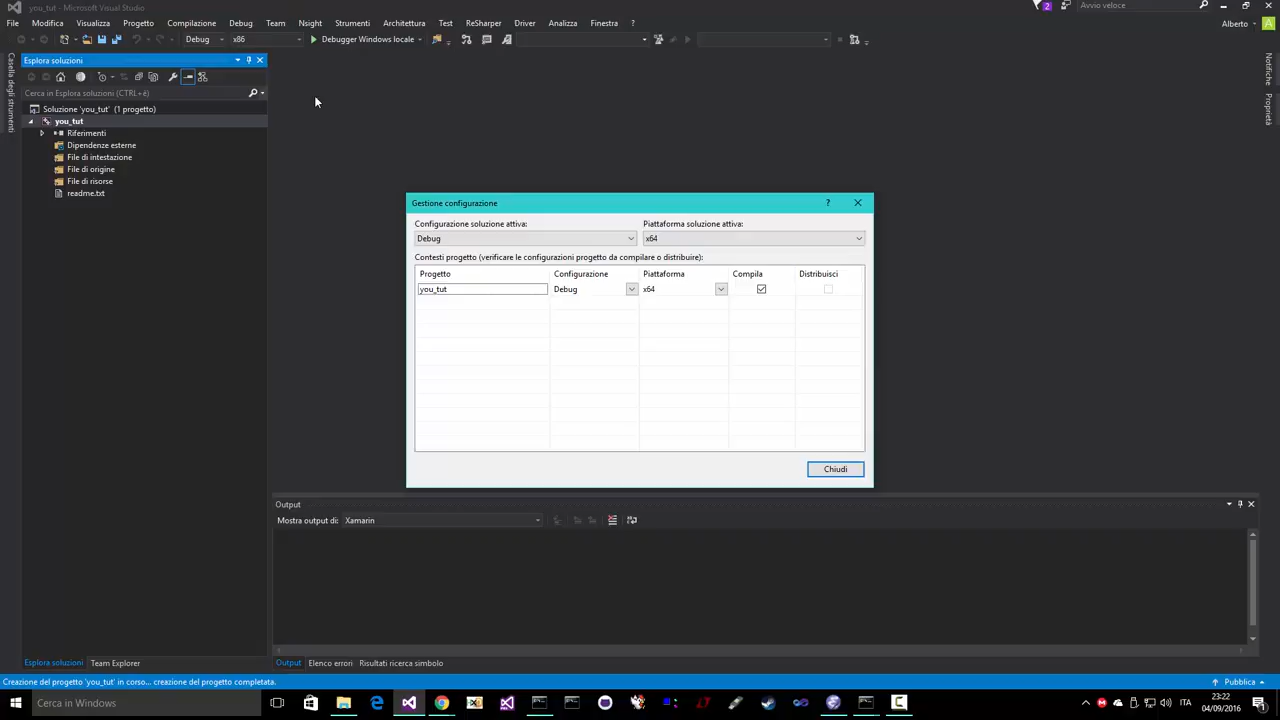 you_tut - Microsoft Visual Studio
2
Avvio veloce
File Modifica Visualizza Progetto Compilazione Debug Team Nsight Strumenti Architettura Test ReSharper Driver Analizza Finestra ?
Alberto A
Debug x86 Debugger Windows locale
Casella degli strumenti
Esplora soluzioni
Cerca in Esplora soluzioni (CTRL+é)
Soluzione 'you_tut' (1 progetto)
you_tut
Riferimenti
Dipendenze esterne
File di intestazione
File di origine
File di risorse
readme.txt
Notifiche
Proprietà
Gestione configurazione
?
Configurazione soluzione attiva: Piattaforma soluzione attiva:
Debug x64
Contesti progetto (verificare le configurazioni progetto da compilare o distribuire):
Progetto Configurazione Piattaforma Compila Distribuisci
you_tut Debug x64
Chiudi
Output
Mostra output di: Xamarin
Esplora soluzioni Team Explorer
Output Elenco errori Risultati ricerca simbolo
Creazione del progetto 'you_tut' in corso... creazione del progetto completata.
Pubblica
Cerca in Windows
ITA
23:22
04/09/2016